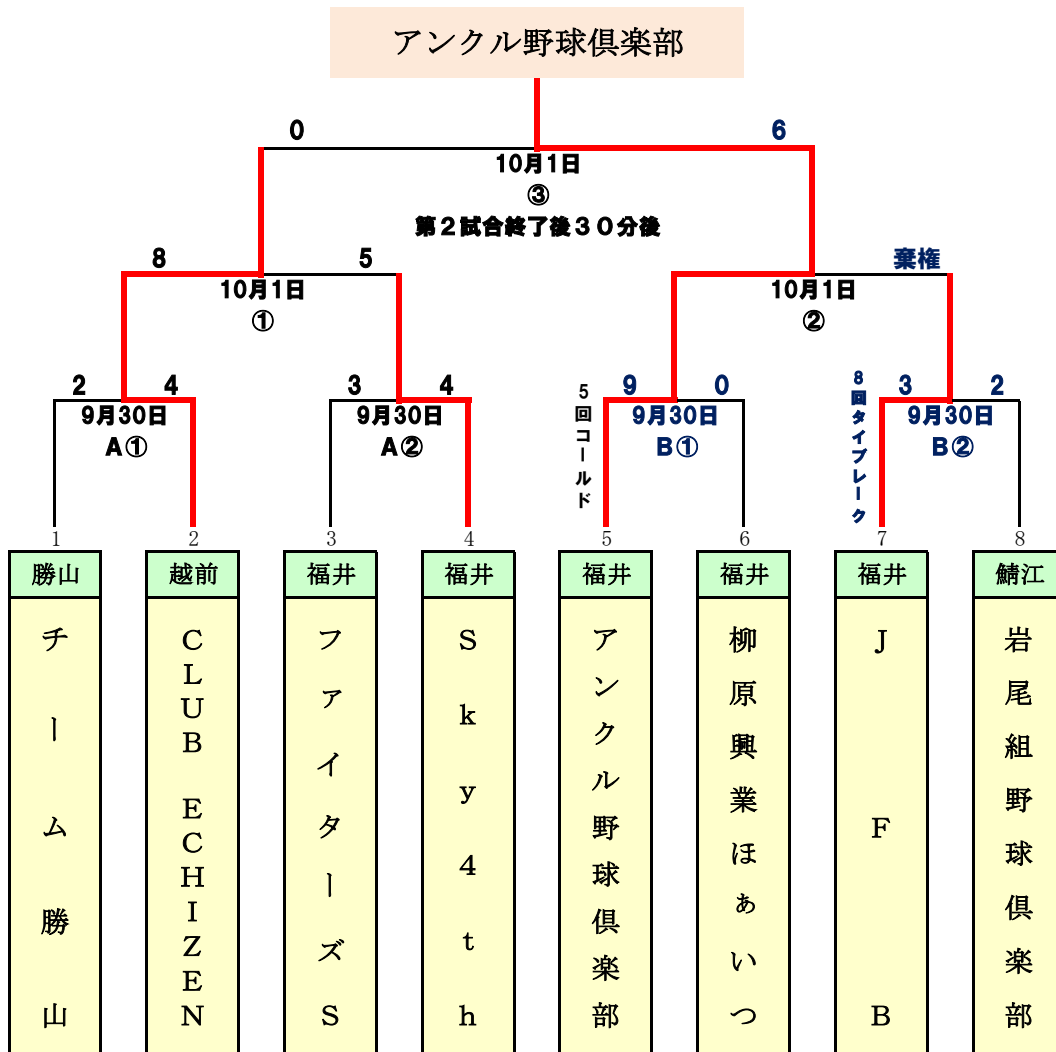 アンクル野球倶楽部
0
6
10月1日
③
第２試合終了後３０分後
8
5
棄権
10月1日
①
10月1日
②
2
4
3
4
5回コールド
9
0
8回タイブレーク
3
2
9月30日
A①
9月30日
A②
9月30日
B①
9月30日
B②
1
2
3
4
5
6
7
8
勝山
越前
福井
福井
福井
福井
福井
鯖江
チーム勝山
CLUB ECHIZEN
ファイターズS
Sky4th
アンクル野球倶楽部
柳原興業ほぁいつ
JFB
岩尾組野球倶楽部